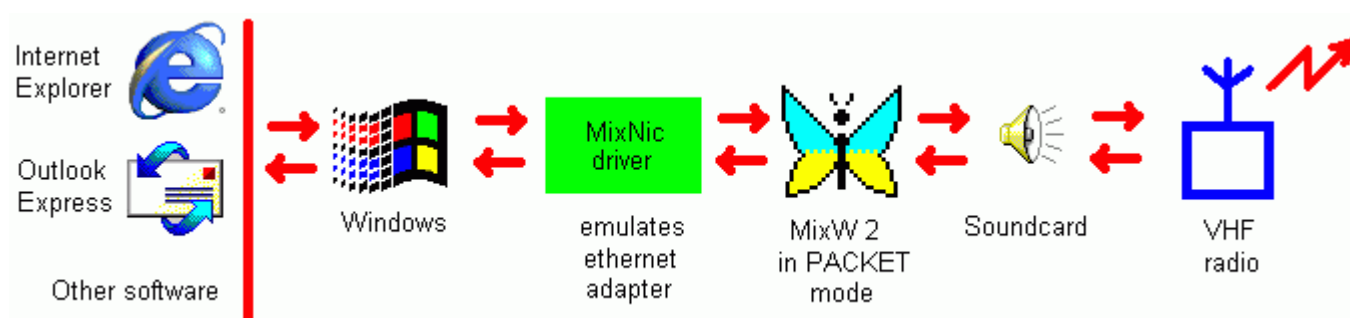 Internet
Explorer
Outlook
Express
Other software
Windows
MixNic
driver
emulates
ethernet
adapter
MixW 2
in PACKET
mode
Soundcard
VHF
radio